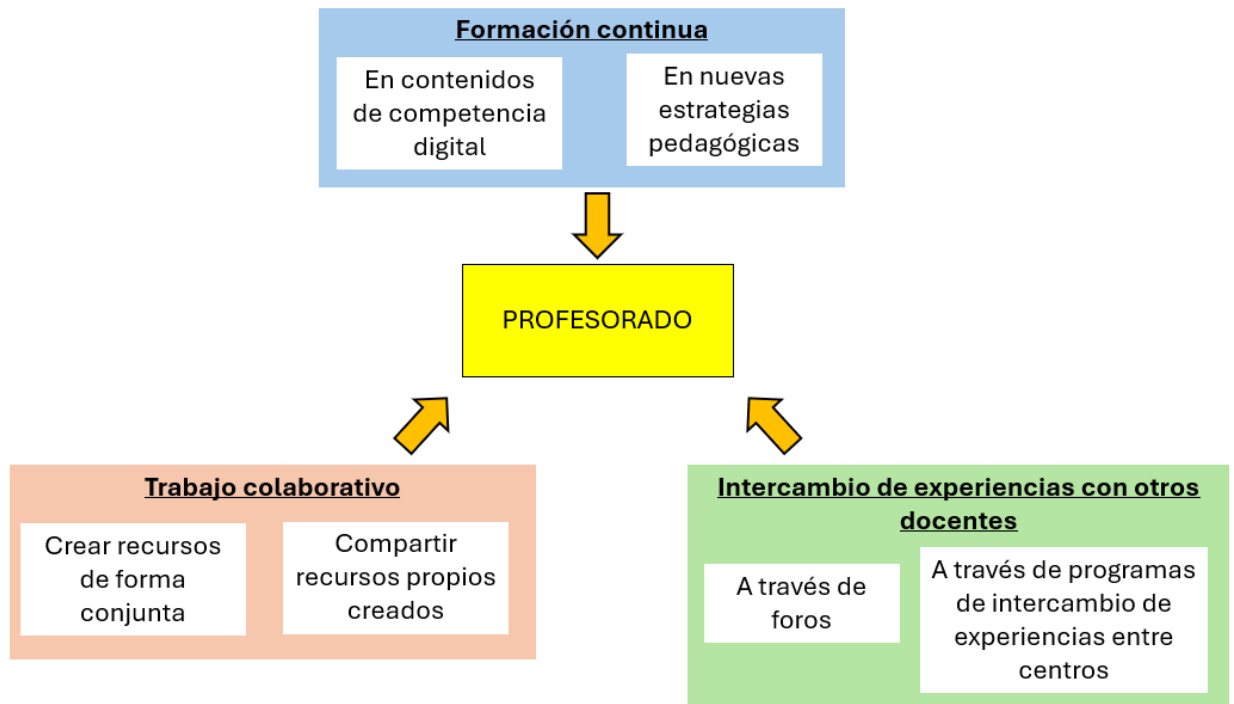 Formación continua
En contenidos
de competencia
digital
En nuevas
estrategias
pedagógicas
PROFESORADO
Trabajo colaborativo
Crear recursos
de forma
conjunta
Compartir
recursos propios
creados
Intercambio de experiencias con otros
docentes
A través de
foros
A través de programas
de intercambio de
experiencias entre
centros